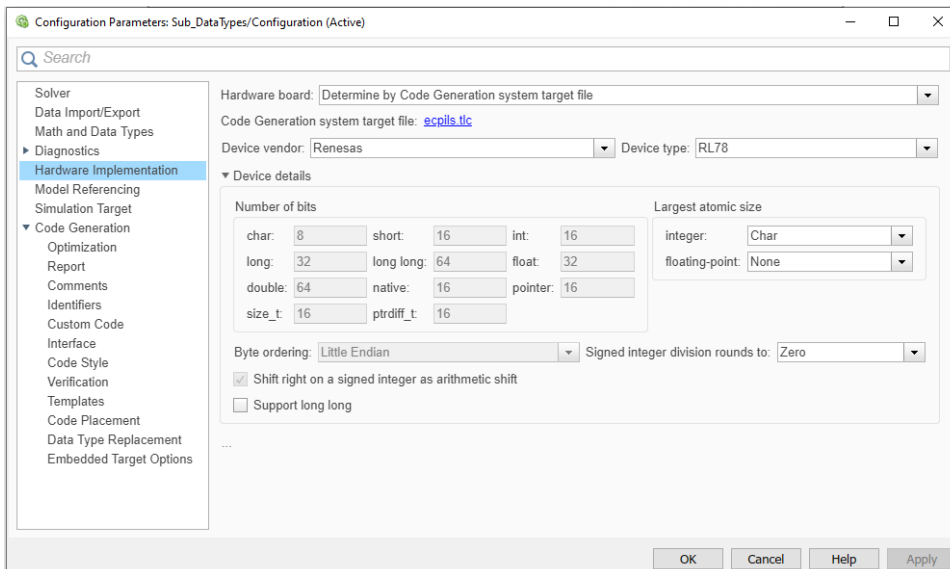 Configuration Parameters: Sub_DataTypes/Configuration (Active)
Search
Solver
Data Import/Export
Math and Data Types
Diagnostics
Hardware Implementation
Model Referencing
Simulation Target
Code Generation
Optimization
Report
Comments
Identifiers
Custom Code
Interface
Code Style
Verification
Templates
Code Placement
Data Type Replacement
Embedded Target Options
Hardware board: Determine by Code Generation system target file
Code Generation system target file: ecpils.tlc
Device vendor: Renesas Device type: RL78
Device details
Number of bits
char: 8 short: 16 int: 16
long: 32 long long: 64 float: 32
double: 64 native: 16 pointer: 16
size_t: 16 ptrdiff_t: 16
Largest atomic size
integer: Char
floating-point: None
Byte ordering: Little Endian Signed integer division rounds to: Zero
Shift right on a signed integer as arithmetic shift
Support long long
...
OK Cancel Help Apply